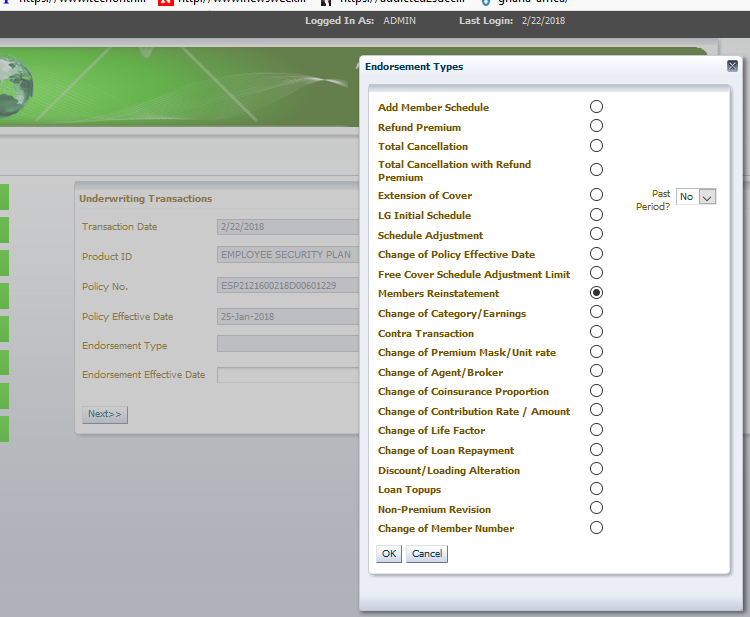 Logged In As: ADMIN Last Login: 2/22/2018
Endorsement Types
Add Member Schedule
Refund Premium
Total Cancellation
Total Cancellation with Refund
Premium
Extension of Cover
Past
Period?
No
LG Initial Schedule
Schedule Adjustment
Change of Policy Effective Date
Free Cover Schedule Adjustment Limit
Members Reinstatement
Change of Category/Earnings
Contra Transaction
Change of Premium Mask/Unit rate
Change of Agent/Broker
Change of Coinsurance Proportion
Change of Contribution Rate / Amount
Change of Life Factor
Change of Loan Repayment
Discount/Loading Alteration
Loan Topups
Non-Premium Revision
Change of Member Number
OK Cancel
Underwriting Transactions
Transaction Date 2/22/2018
Product ID EMPLOYEE SECURITY PLAN
Policy No. ESP2121600218D00601229
Policy Effective Date 25-Jan-2018
Endorsement Type
Endorsement Effective Date
Next>>